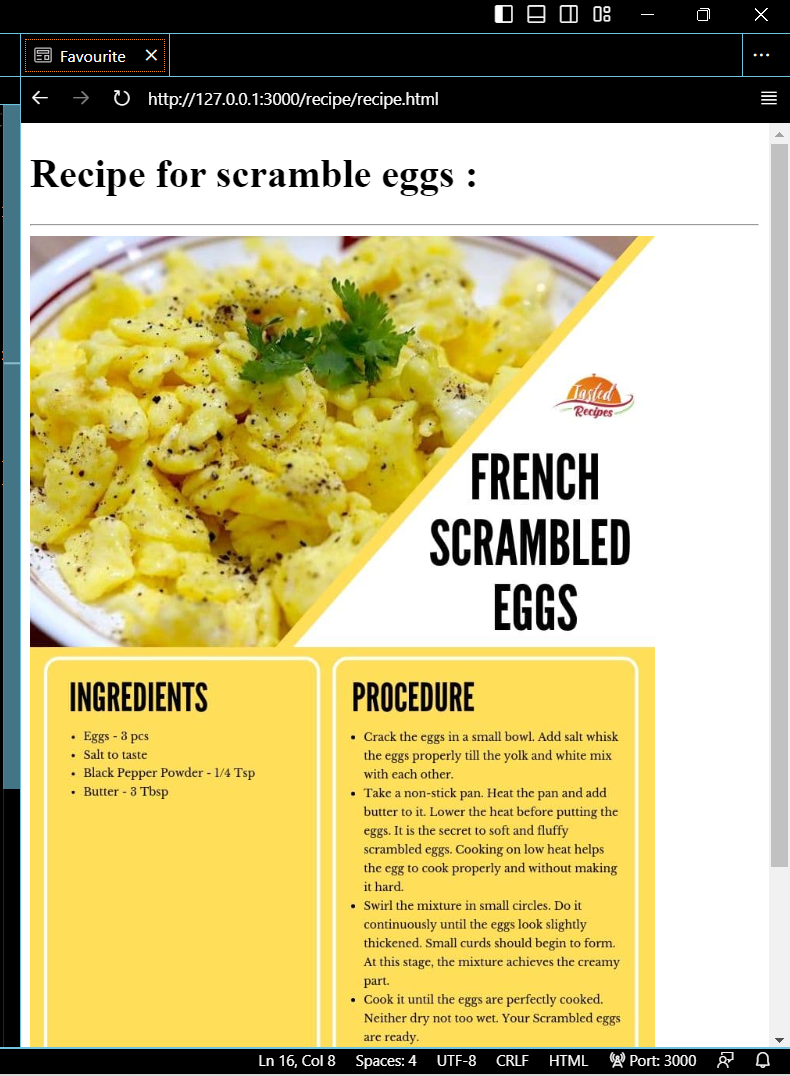 Favourite
http://127.0.0.1:3000/recipe/recipe.html
Recipe for scramble eggs :
Tasted
Recipes
FRENCH
SCRAMBLED
EGGS
INGREDIENTS
• Eggs - 3 pcs
• Salt to taste
• Black Pepper Powder - 1/4 Tsp
• Butter - 3 Tbsp
PROCEDURE
• Crack the eggs in a small bowl. Add salt whisk
the eggs properly till the yolk and white mix
with each other.
• Take a non-stick pan. Heat the pan and add
butter to it. Lower the heat before putting the
eggs. It is the secret to soft and fluffy
scrambled eggs. Cooking on low heat helps
the egg to cook properly and without making
it hard.
• Swirl the mixture in small circles. Do it
continuously until the eggs look slightly
thickened. Small curds should begin to form.
At this stage, the mixture achieves the creamy
part.
• Cook it until the eggs are perfectly cooked.
Neither dry not too wet. Your Scrambled eggs
are ready.
Ln 16, Col 8 Spaces: 4 UTF-8 CRLF HTML Port: 3000